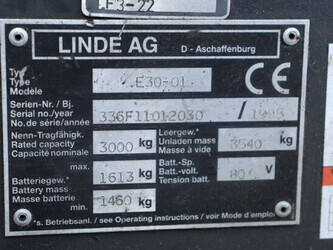 E3-22
LINDE AG
D - Aschaffenburg
Typ
Type E30-01
Modèle
Serien-Nr. / Bj.
Serial no./year 336F11012030 /
No de série/année
Nenn-Tragfähigk. Leergew.*
Rated capacity 3000 kg Unladen mass 3540 kg
Capacité nominale Masse à vide
max. Batt.-Sp.
Batteriegew.* 1613 kg Batt.-volt. 80 V
Battery mass Tension batt.
Masse batterie 1460 kg
min.
*s. Betriebsanl. / see Operating instructions / voir Mode d'emploi